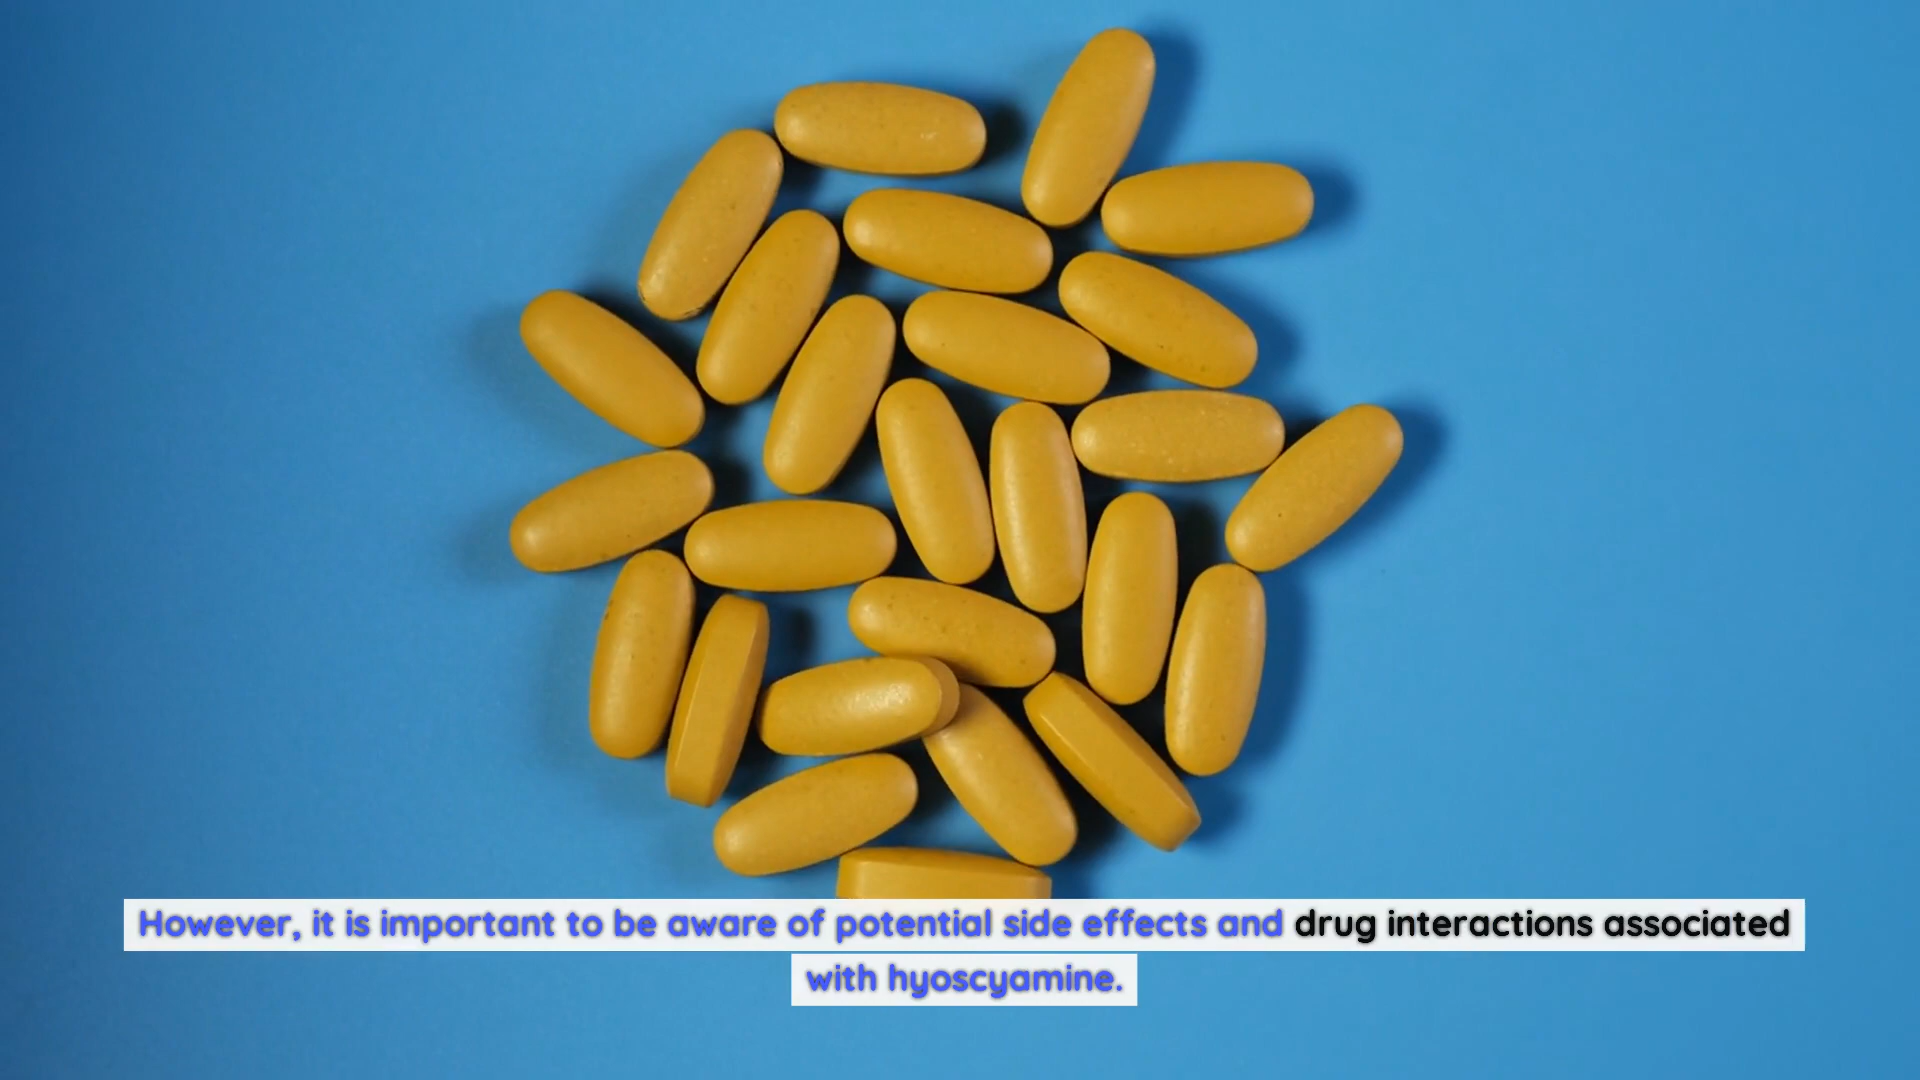 However, it is important to be aware of potential side effects and drug interactions associated
with hyoscyamine.